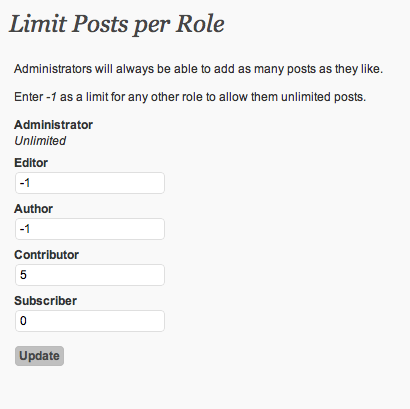 Limit Posts per Role
Administrators will always be able to add as many posts as they like.
Enter -1 as a limit for any other role to allow them unlimited posts.
Administrator
Unlimited
Editor
-1
Author
-1
Contributor
5
Subscriber
0
Update